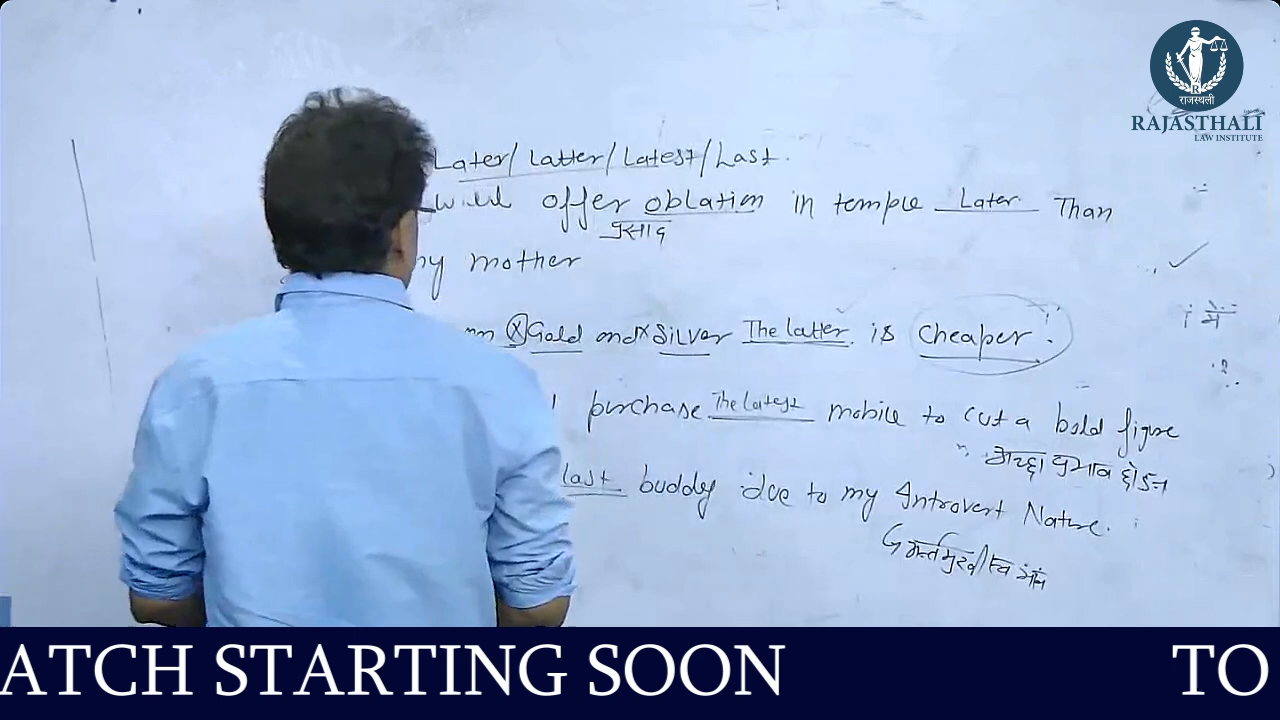 राजस्थली
RAJASTHALI
LAW INSTITUTE
Later/Latter/Latest/Last.
will offer oblation in temple Later Than
प्रसाद
my mother
Gold and Silver The latter is cheaper!
purchase The latest mobile to cut a bold figure
अच्छा प्रभाव छोड़ना
last buddy due to my Introvert Nature.
ATCH STARTING SOON TO